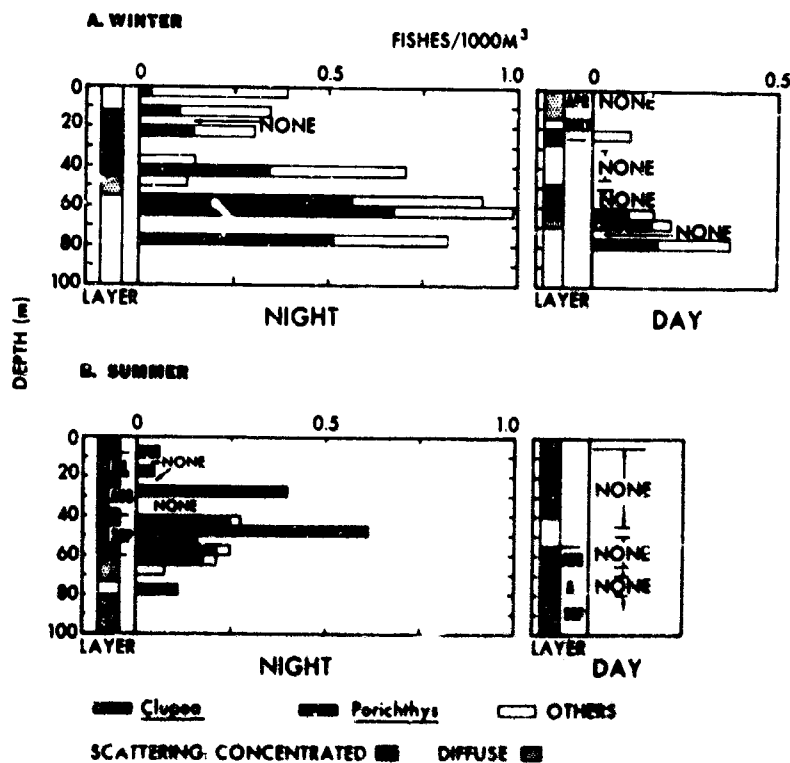 A. WINTER
FISHES/1000M³
0 0.5 1.0 0 0.5
0
20
40
60
80
100
NONE
NONE
NONE
NONE
NONE
LAYER
NIGHT
LAYER
DAY
DEPTH (m)
B. SUMMER
0 0.5 1.0
0
20
40
60
80
100
NONE
NONE
NONE
NONE
NONE
&
LAYER
NIGHT
LAYER
DAY
Clupea Porichthys OTHERS
SCATTERING: CONCENTRATED DIFFUSE